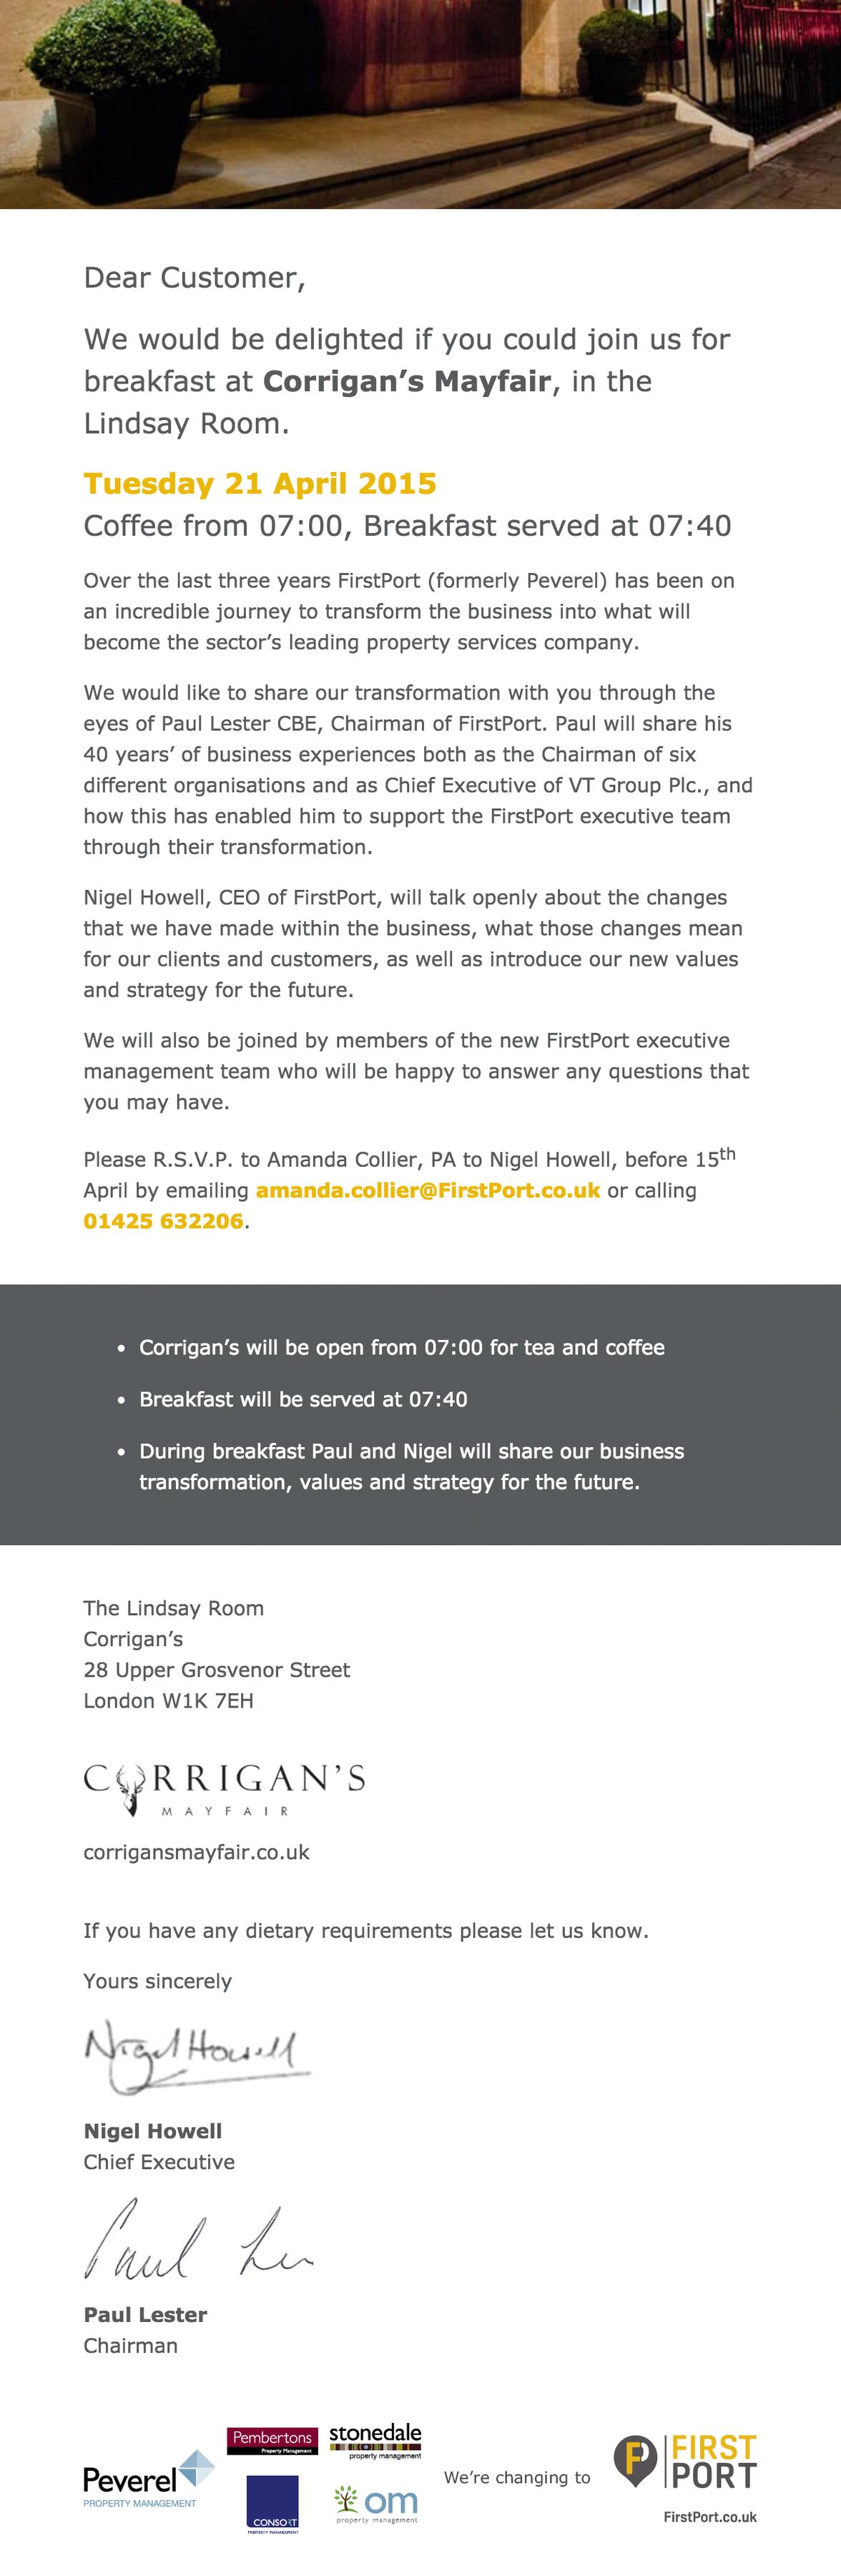 Dear Customer,
We would be delighted if you could join us for
breakfast at Corrigan’s Mayfair, in the
Lindsay Room.
Tuesday 21 April 2015
Coffee from 07:00, Breakfast served at 07:40
Over the last three years FirstPort (formerly Peverel) has been on
an incredible journey to transform the business into what will
become the sector’s leading property services company.
We would like to share our transformation with you through the
eyes of Paul Lester CBE, Chairman of FirstPort. Paul will share his
40 years’ of business experiences both as the Chairman of six
different organisations and as Chief Executive of VT Group Plc., and
how this has enabled him to support the FirstPort executive team
through their transformation.
Nigel Howell, CEO of FirstPort, will talk openly about the changes
that we have made within the business, what those changes mean
for our clients and customers, as well as introduce our new values
and strategy for the future.
We will also be joined by members of the new FirstPort executive
management team who will be happy to answer any questions that
you may have.
Please R.S.V.P. to Amanda Collier, PA to Nigel Howell, before 15th
April by emailing amanda.collier@FirstPort.co.uk or calling
01425 632206.
• Corrigan’s will be open from 07:00 for tea and coffee
• Breakfast will be served at 07:40
• During breakfast Paul and Nigel will share our business
transformation, values and strategy for the future.
The Lindsay Room
Corrigan’s
28 Upper Grosvenor Street
London W1K 7EH
CORRIGAN’S
MAYFAIR
corrigansmayfair.co.uk
If you have any dietary requirements please let us know.
Yours sincerely
Nigel Howell
Nigel Howell
Chief Executive
Paul Le
Paul Lester
Chairman
Peverel
PROPERTY MANAGEMENT
Pembertons
Property Management
stonedale
property management
CONSORT
PROPERTY MANAGEMENT
om
property management
We’re changing to
FIRST
PORT
FirstPort.co.uk